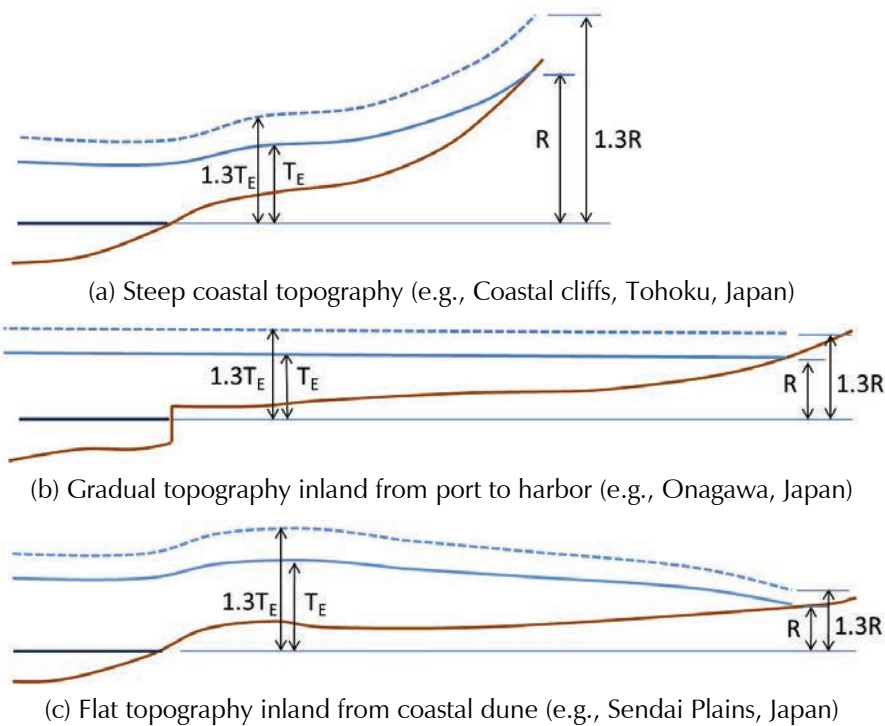 R
1.3R
1.3TE
TE
(a) Steep coastal topography (e.g., Coastal cliffs, Tohoku, Japan)
1.3TE
TE
R
1.3R
(b) Gradual topography inland from port to harbor (e.g., Onagawa, Japan)
1.3TE
TE
R
1.3R
(c) Flat topography inland from coastal dune (e.g., Sendai Plains, Japan)